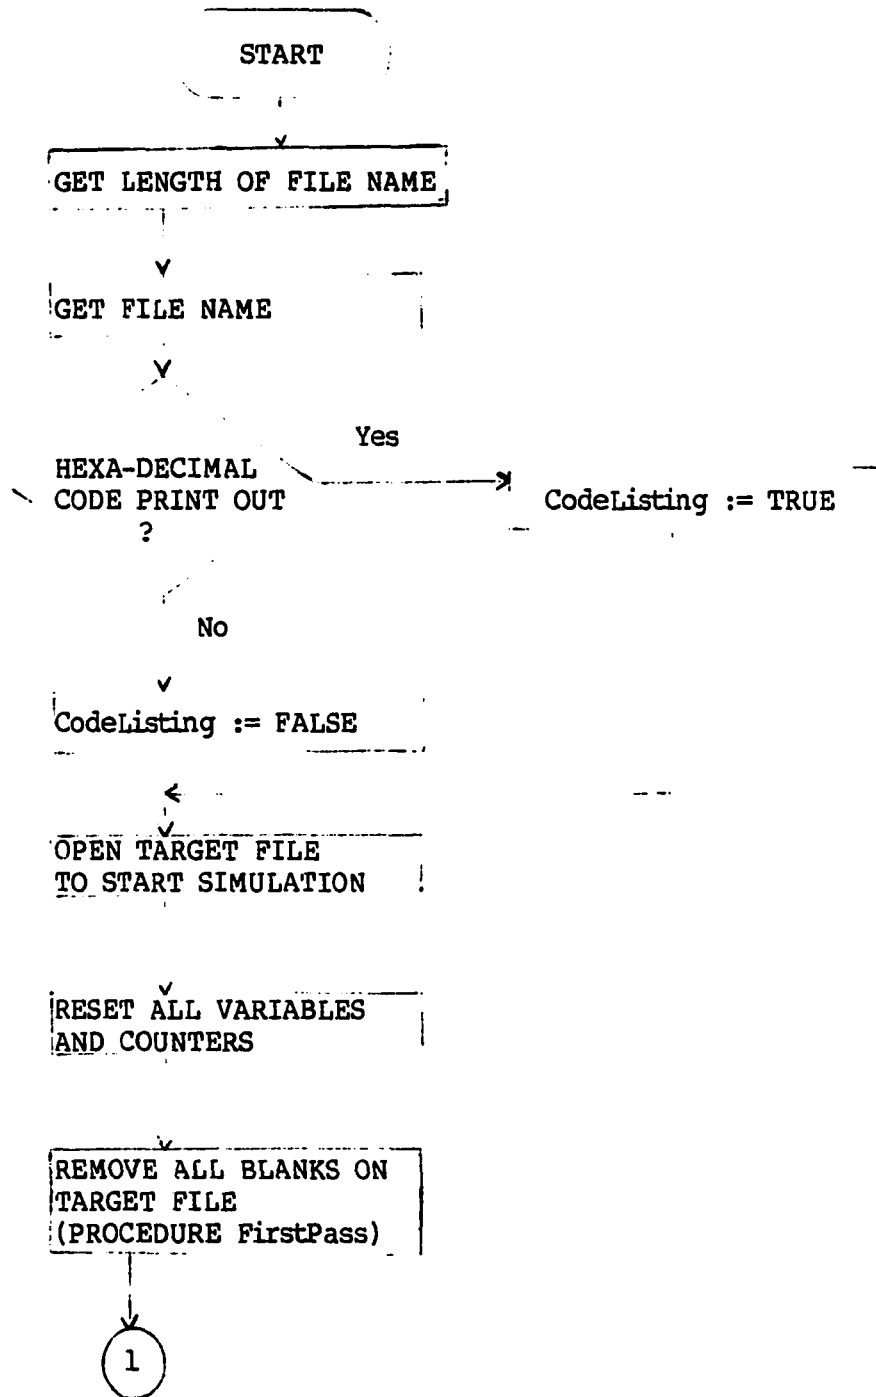 START
GET LENGTH OF FILE NAME
GET FILE NAME
Yes
HEXA-DECIMAL
CODE PRINT OUT
?
CodeListing := TRUE
No
CodeListing := FALSE
OPEN TARGET FILE
TO START SIMULATION
RESET ALL VARIABLES
AND COUNTERS
REMOVE ALL BLANKS ON
TARGET FILE
(PROCEDURE FirstPass)
1